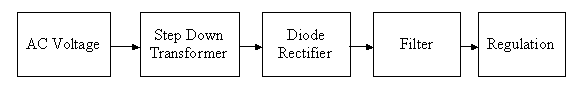 AC Voltage
Step Down
Transformer
Diode
Rectifier
Filter
Regulation